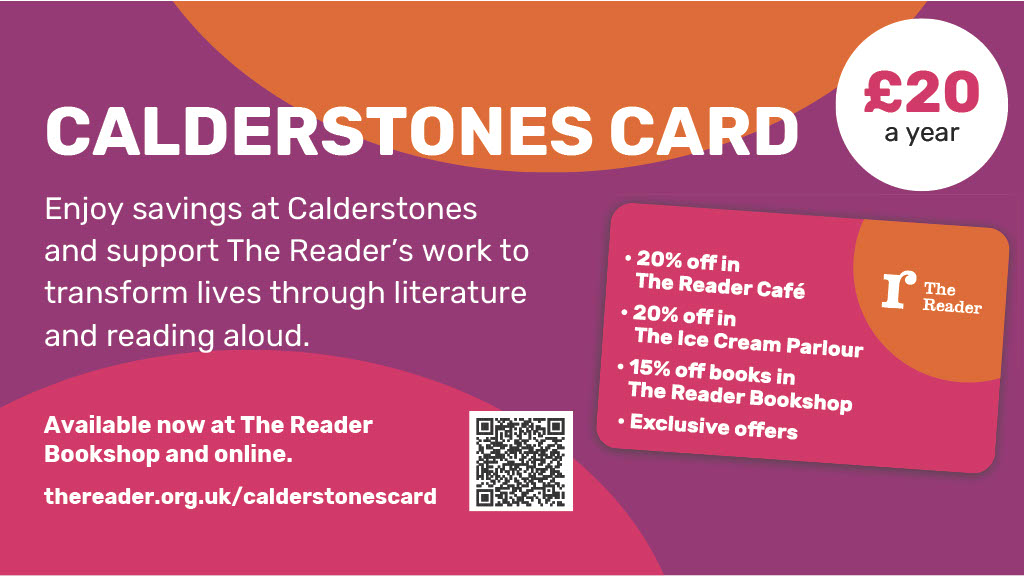 CALDERSTONES CARD
£20
a year
Enjoy savings at Calderstones
and support The Reader’s work to
transform lives through literature
and reading aloud.
• 20% off in
The Reader Café
• 20% off in
The Ice Cream Parlour
• 15% off books in
The Reader Bookshop
• Exclusive offers
r The
Reader
Available now at The Reader
Bookshop and online.
thereader.org.uk/calderstonescard